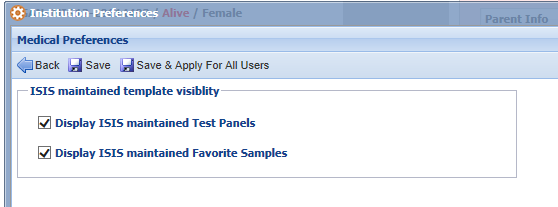 Institution Preferences / Alive / Female
Parent Info
Medical Preferences
Back Save Save & Apply For All Users
ISIS maintained template visiblity
Display ISIS maintained Test Panels
Display ISIS maintained Favorite Samples